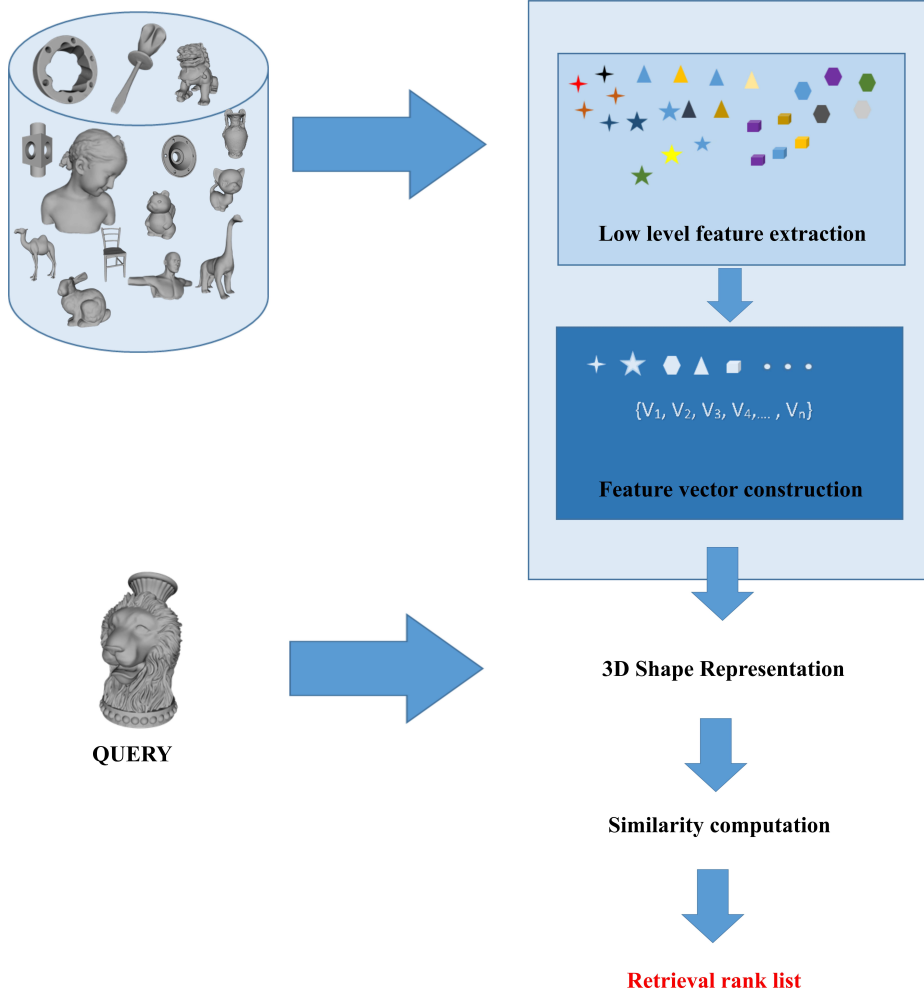 Low level feature extraction
{V₁, V₂, V₃, V₄,.... , Vₙ}
Feature vector construction
3D Shape Representation
QUERY
Similarity computation
Retrieval rank list